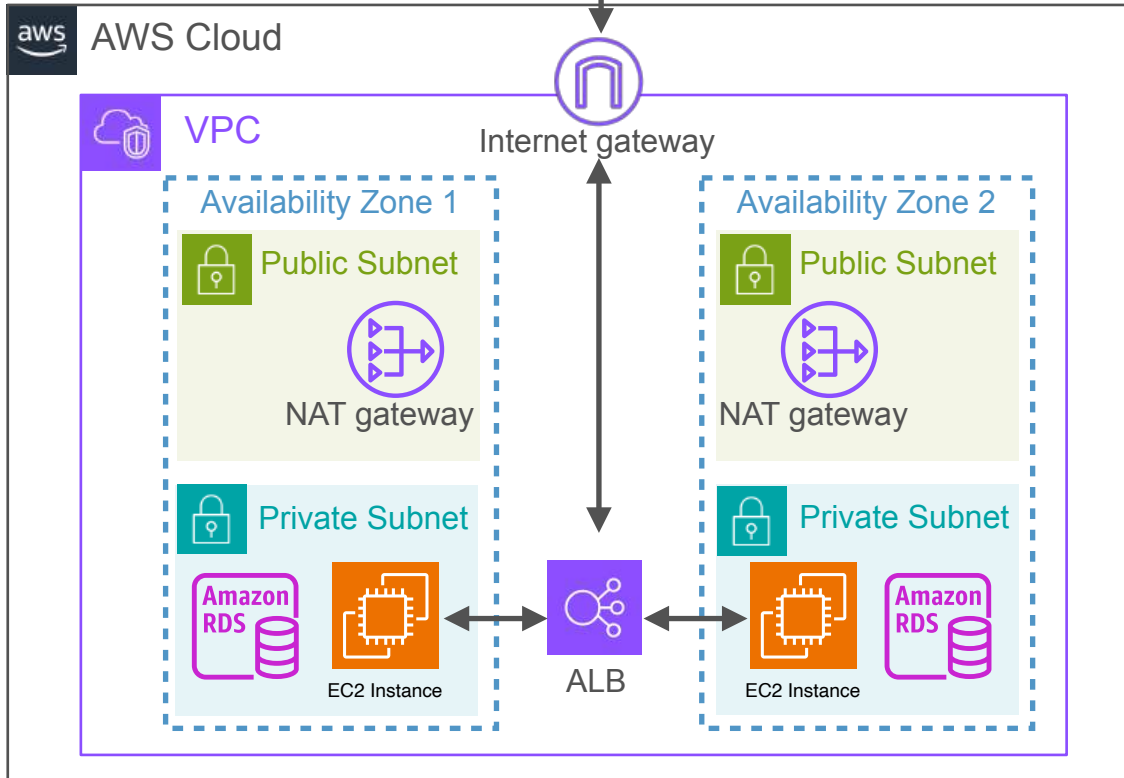 aws
AWS Cloud
Internet gateway
VPC
Availability Zone 1
Public Subnet
NAT gateway
Private Subnet
Amazon
RDS
EC2 Instance
ALB
Availability Zone 2
Public Subnet
NAT gateway
Private Subnet
EC2 Instance
Amazon
RDS